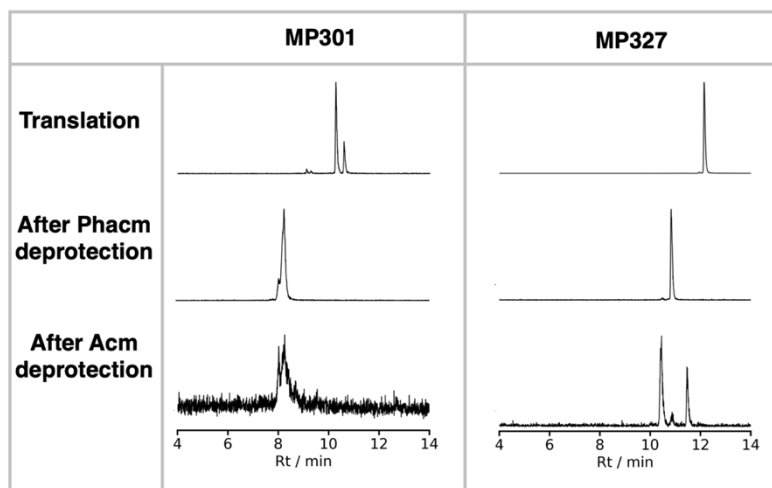 MP301
MP327
Translation
After Phacm
deprotection
After Acm
deprotection
4 6 8 10 12 14
Rt / min
4 6 8 10 12 14
Rt / min